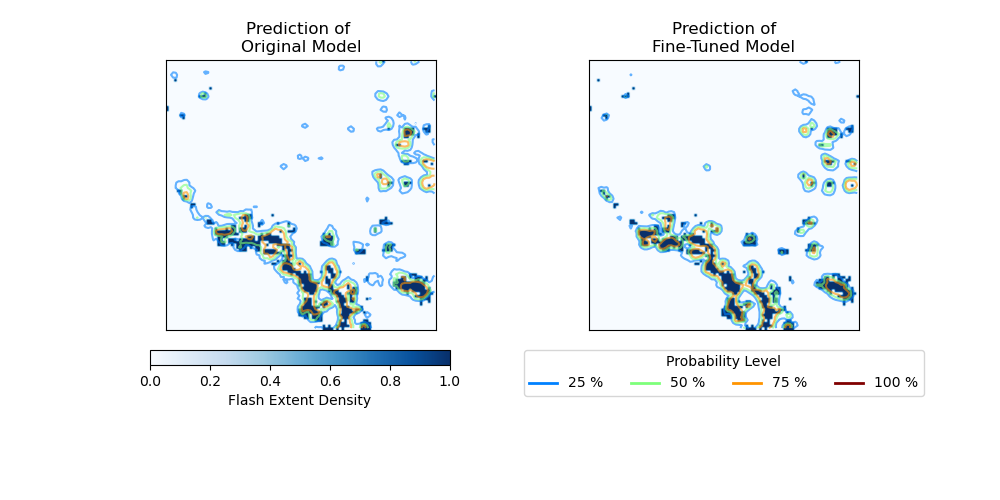 Prediction of
Original Model
Prediction of
Fine-Tuned Model
0.0 0.2 0.4 0.6 0.8 1.0
Flash Extent Density
Probability Level
25 % 50 % 75 % 100 %